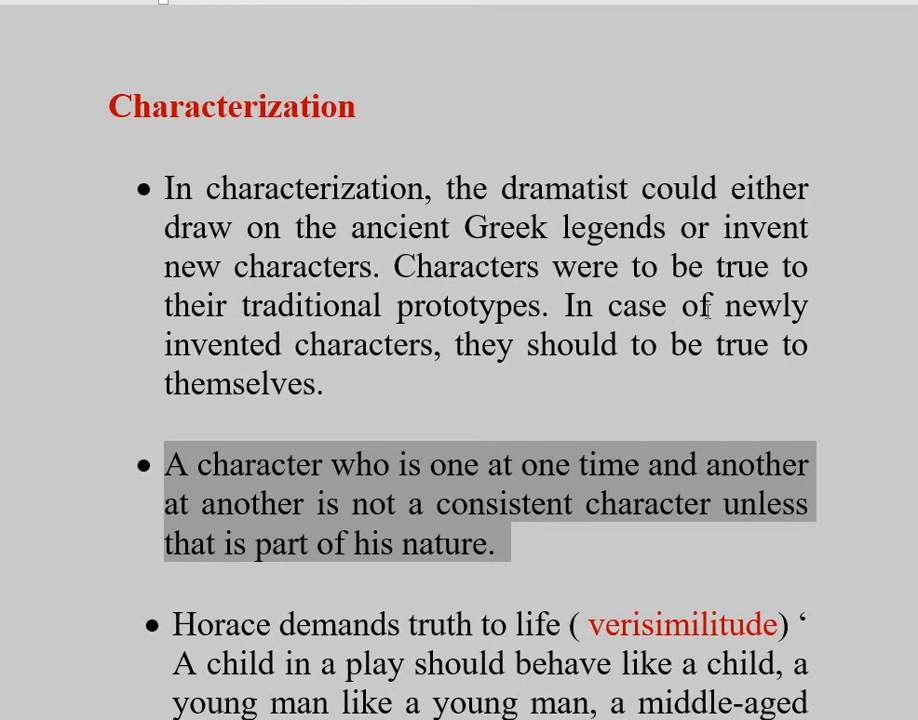 Characterization
• In characterization, the dramatist could either
draw on the ancient Greek legends or invent
new characters. Characters were to be true to
their traditional prototypes. In case of newly
invented characters, they should to be true to
themselves.
• A character who is one at one time and another
at another is not a consistent character unless
that is part of his nature.
• Horace demands truth to life ( verisimilitude) ‘
A child in a play should behave like a child, a
young man like a young man, a middle-aged